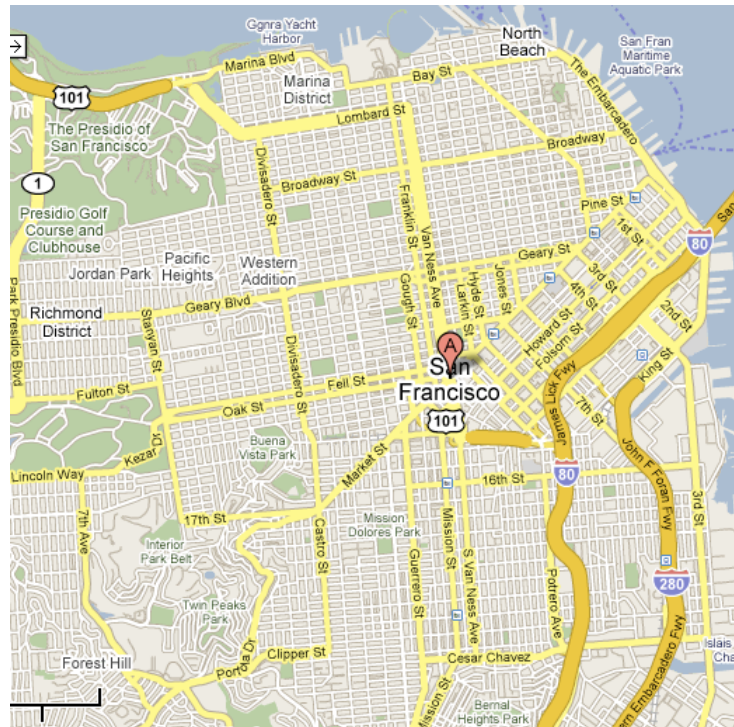 Ggnra Yacht
Harbor
North
Beach
San Fran
Maritime
Aquatic Park
Marina Blvd
Bay St
The Embarcadero
Marina
District
101
Lombard St
The Presidio of
San Francisco
Broadway
Divisadero St
Broadway St
1
Franklin St
Pine St
Presidio Golf
Course and
Clubhouse
Van Ness Ave
1st St
San
80
Geary St
Pacific
Heights
Western
Addition
Jordan Park
Gough St
Hyde St
Larkin St
Jones St
3rd St
4th St
Park Presidio Blvd
Geary Blvd
Richmond
District
Stanyan St
Howard St
Folsom St
2nd St
Divisadero St
A
San
Francisco
King St
James Lick Fwy
Fulton St
Fell St
Oak St
101
7th St
Buena
Vista Park
Kezar Dr
Market St
John F Foran Fwy
Lincoln Way
80
16th St
3rd St
7th Ave
17th St
Castro St
Mission
Dolores Park
Mission St
Interior
Park Belt
S Van Ness Ave
Guerrero St
Potrero Ave
280
Twin Peaks
Park
Islais
Cha
Forest Hill
Portola Dr
Clipper St
Cesar Chavez
Mission St
Bernal
Heights Park
ern Embarcadero Fwy